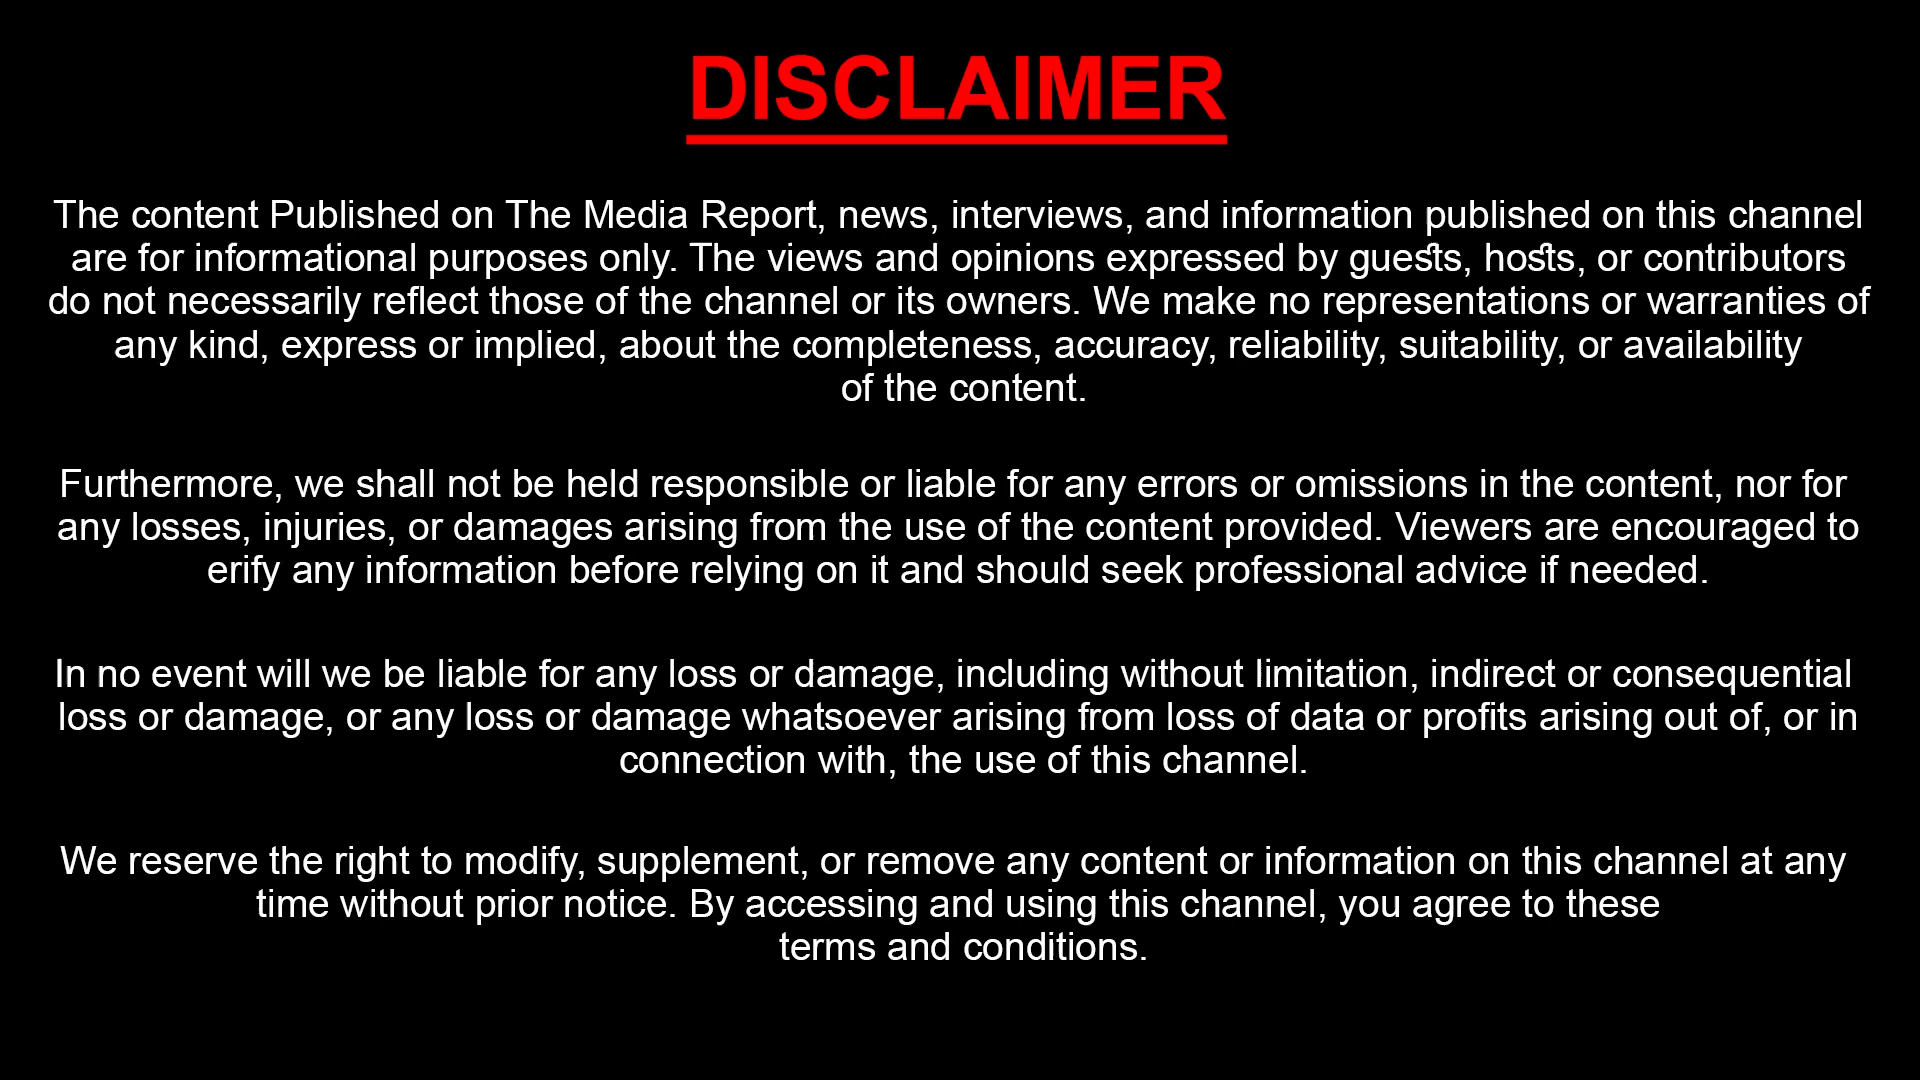 DISCLAIMER
The content Published on The Media Report, news, interviews, and information published on this channel
are for informational purposes only. The views and opinions expressed by guests, hosts, or contributors
do not necessarily reflect those of the channel or its owners. We make no representations or warranties of
any kind, express or implied, about the completeness, accuracy, reliability, suitability, or availability
of the content.
Furthermore, we shall not be held responsible or liable for any errors or omissions in the content, nor for
any losses, injuries, or damages arising from the use of the content provided. Viewers are encouraged to
erify any information before relying on it and should seek professional advice if needed.
In no event will we be liable for any loss or damage, including without limitation, indirect or consequential
loss or damage, or any loss or damage whatsoever arising from loss of data or profits arising out of, or in
connection with, the use of this channel.
We reserve the right to modify, supplement, or remove any content or information on this channel at any
time without prior notice. By accessing and using this channel, you agree to these
terms and conditions.